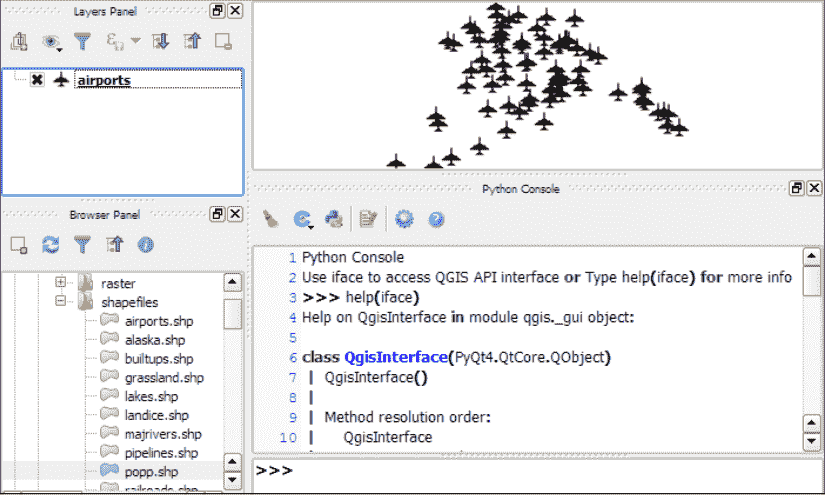 Layers Panel
airports
Browser Panel
raster
shapefiles
airports.shp
alaska.shp
builtups.shp
grassland.shp
lakes.shp
landice.shp
majrivers.shp
pipelines.shp
popp.shp
railroads.shp
Python Console
1 Python Console
2 Use iface to access QGIS API interface or Type help(iface) for more info
3 >>> help(iface)
4 Help on QgisInterface in module qgis._gui object:
5
6 class QgisInterface(PyQt4.QtCore.QObject)
7 | QgisInterface()
8 |
9 | Method resolution order:
10 | QgisInterface
>>>